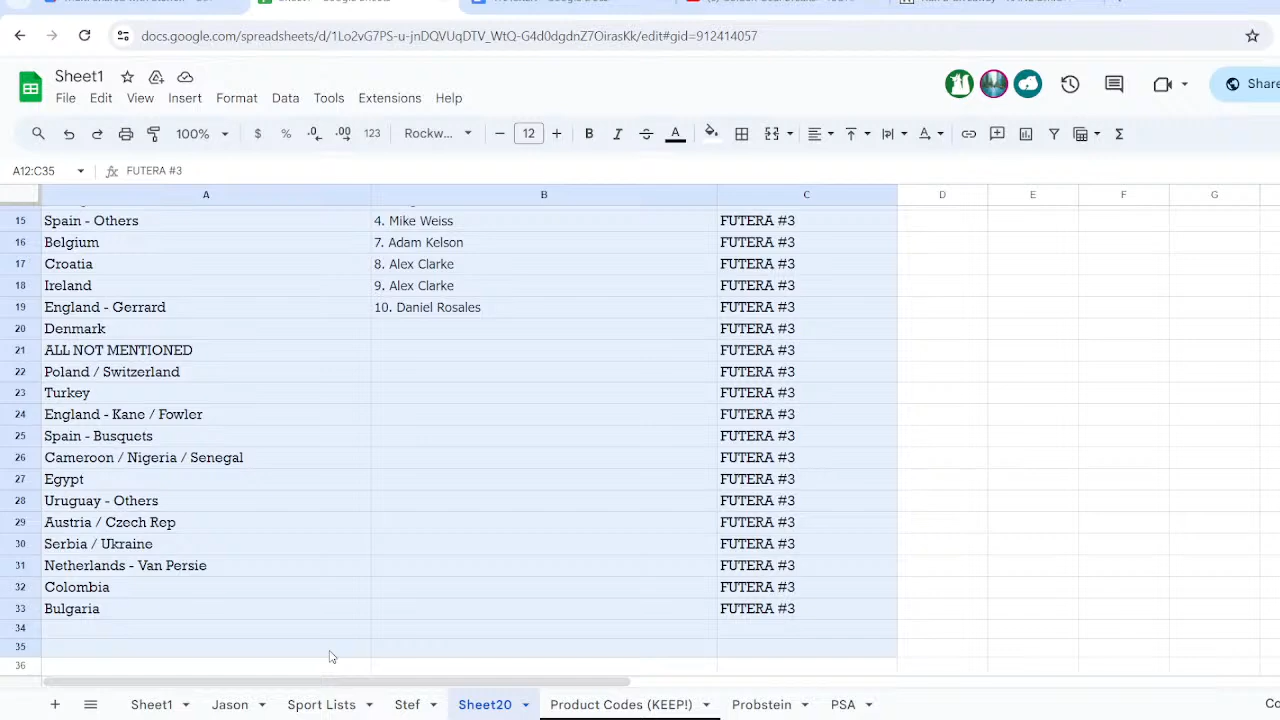 docs.google.com/spreadsheets/d/1Lo2vG7PS-u-jnDQVUqDTV_WtQ-G4d0dgdnZ7OirasKk/edit#gid=912414057
Sheet1
Share
File Edit View Insert Format Data Tools Extensions Help
100% $ % .0 .00 123 Rockw... 12 B I A
A12:C35 fx FUTERA #3
A B C D E F G
15 Spain - Others 4. Mike Weiss FUTERA #3
16 Belgium 7. Adam Kelson FUTERA #3
17 Croatia 8. Alex Clarke FUTERA #3
18 Ireland 9. Alex Clarke FUTERA #3
19 England - Gerrard 10. Daniel Rosales FUTERA #3
20 Denmark FUTERA #3
21 ALL NOT MENTIONED FUTERA #3
22 Poland / Switzerland FUTERA #3
23 Turkey FUTERA #3
24 England - Kane / Fowler FUTERA #3
25 Spain - Busquets FUTERA #3
26 Cameroon / Nigeria / Senegal FUTERA #3
27 Egypt FUTERA #3
28 Uruguay - Others FUTERA #3
29 Austria / Czech Rep FUTERA #3
30 Serbia / Ukraine FUTERA #3
31 Netherlands - Van Persie FUTERA #3
32 Colombia FUTERA #3
33 Bulgaria FUTERA #3
34
35
36
Sheet1 Jason Sport Lists Stef Sheet20 Product Codes (KEEP!) Probstein PSA